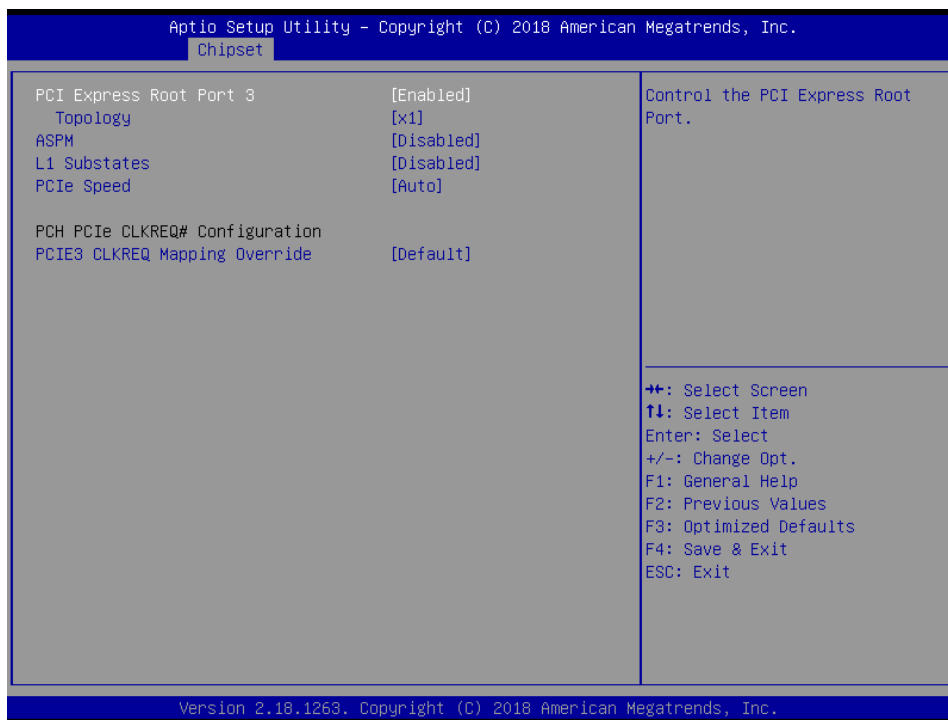 Aptio Setup Utility – Copyright (C) 2018 American Megatrends, Inc.
Chipset
PCI Express Root Port 3 [Enabled]
Topology [x1]
ASPM [Disabled]
L1 Substates [Disabled]
PCIe Speed [Auto]
PCH PCIe CLKREQ# Configuration
PCIE3 CLKREQ Mapping Override [Default]
Control the PCI Express Root
Port.
→←: Select Screen
↑↓: Select Item
Enter: Select
+/-: Change Opt.
F1: General Help
F2: Previous Values
F3: Optimized Defaults
F4: Save & Exit
ESC: Exit
Version 2.18.1263. Copyright (C) 2018 American Megatrends, Inc.